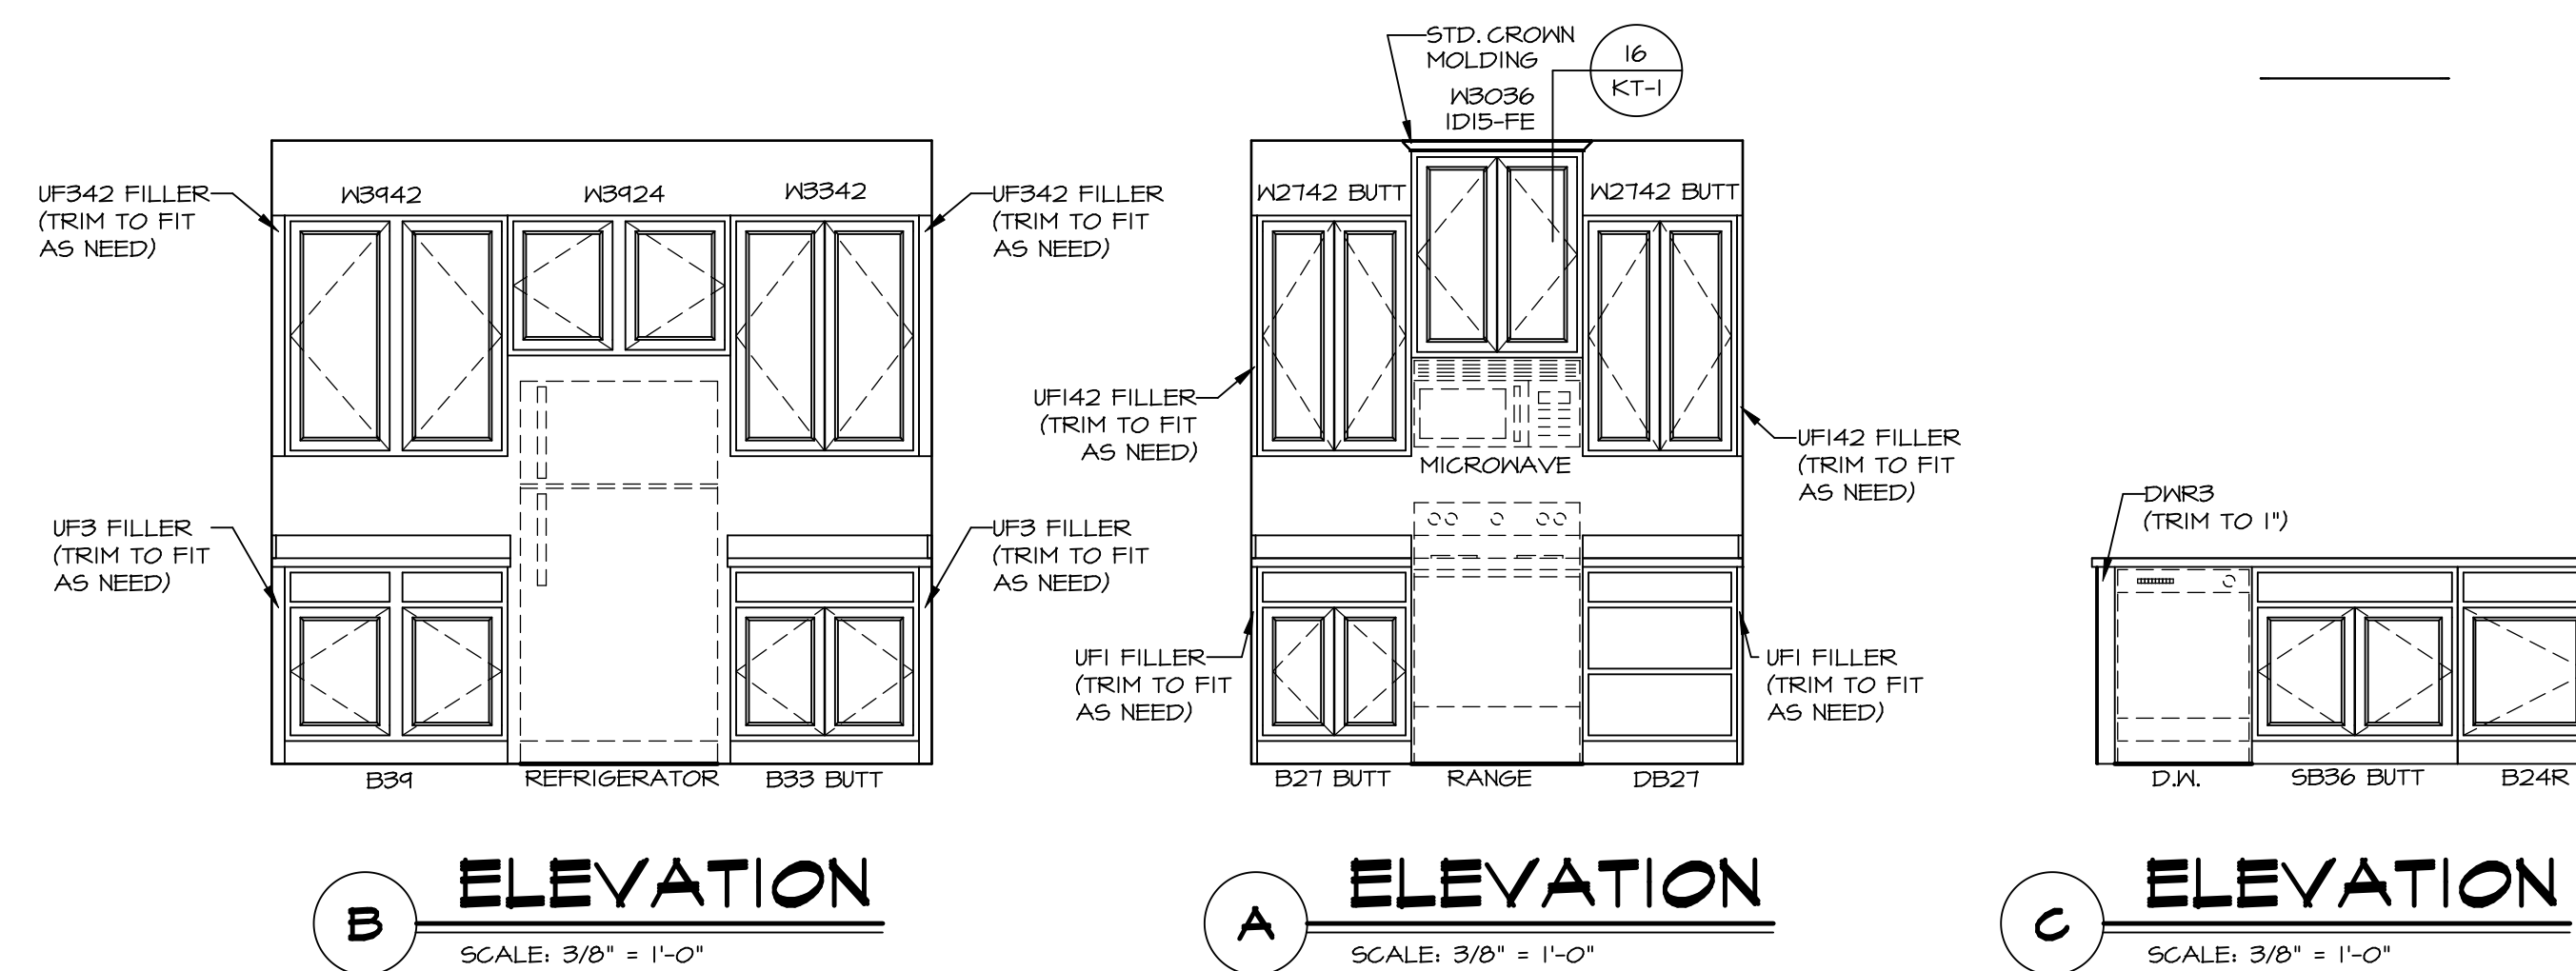 UF342 FILLER
(TRIM TO FIT
AS NEED)
W3942
W3924
W3342
UF342 FILLER
(TRIM TO FIT
AS NEED)
UF3 FILLER
(TRIM TO FIT
AS NEED)
UF3 FILLER
(TRIM TO FIT
AS NEED)
B39
REFRIGERATOR
B33 BUTT
B
ELEVATION
SCALE: 3/8" = 1'-0"
STD. CROWN
MOLDING
16
KT-1
W3036
1D15-FE
W2742 BUTT
W2742 BUTT
UF142 FILLER
(TRIM TO FIT
AS NEED)
MICROWAVE
UF142 FILLER
(TRIM TO FIT
AS NEED)
UF1 FILLER
(TRIM TO FIT
AS NEED)
UF1 FILLER
(TRIM TO FIT
AS NEED)
B27 BUTT
RANGE
DB27
A
ELEVATION
SCALE: 3/8" = 1'-0"
DWR3
(TRIM TO 1")
D.W.
SB36 BUTT
B24R
C
ELEVATION
SCALE: 3/8" = 1'-0"